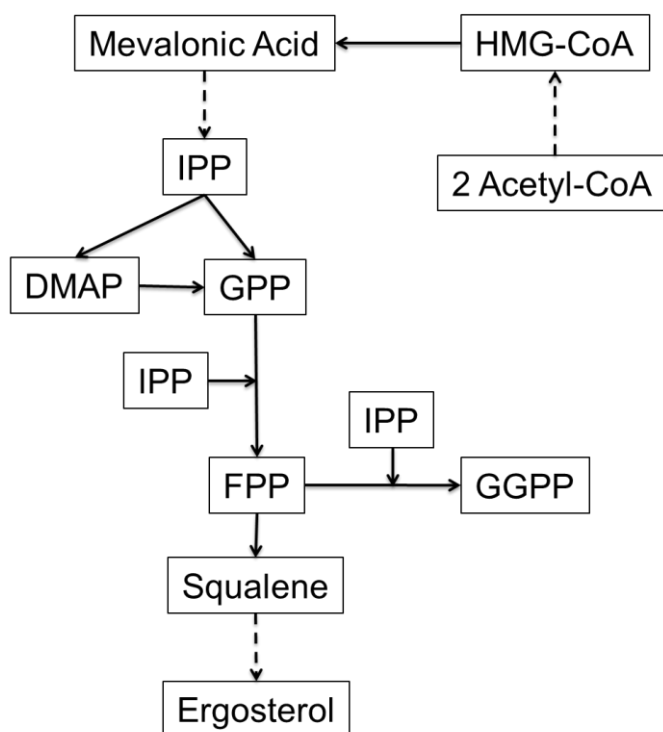 Mevalonic Acid
HMG-CoA
IPP
2 Acetyl-CoA
DMAP
GPP
IPP
IPP
FPP
GGPP
Squalene
Ergosterol